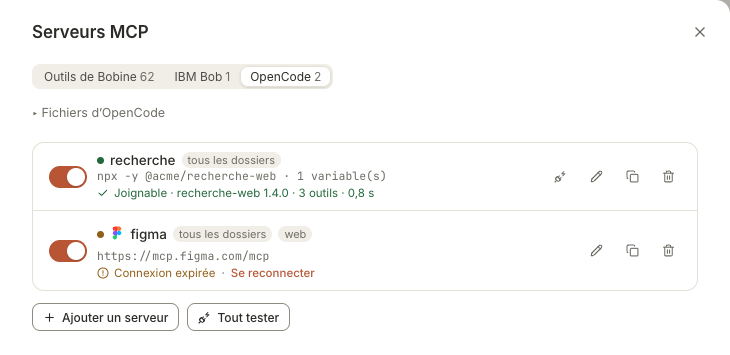 Serveurs MCP
Outils de Bobine 62 IBM Bob 1 OpenCode 2
Fichiers d’OpenCode
recherche tous les dossiers
npx -y @acme/recherche-web · 1 variable(s)
Joignable · recherche-web 1.4.0 · 3 outils · 0,8 s
figma tous les dossiers web
https://mcp.figma.com/mcp
Connexion expirée · Se reconnecter
Ajouter un serveur Tout tester